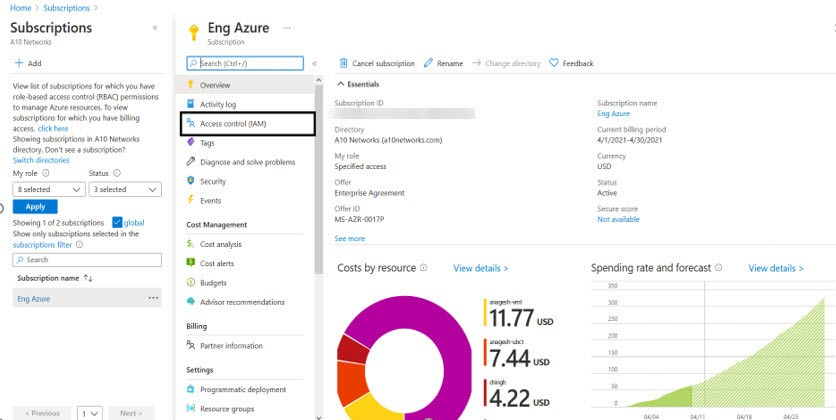 Home > Subscriptions >
Subscriptions
A10 Networks
+ Add
View list of subscriptions for which you have
role-based access control (RBAC) permissions
to manage Azure resources. To view
subscriptions for which you have billing
access, click here
Showing subscriptions in A10 Networks
directory. Don't see a subscription?
Switch directories
My role
Status
8 selected
3 selected
Apply
Showing 1 of 2 subscriptions
global
Show only subscriptions selected in the
subscriptions filter
Search
Subscription name ↑↓
Eng Azure ...
< Previous
1
Next >
Eng Azure ...
Subscription
Search (Ctrl+/)
Overview
Activity log
Access control (IAM)
Tags
Diagnose and solve problems
Security
Events
Cost Management
Cost analysis
Cost alerts
Budgets
Advisor recommendations
Billing
Partner information
Settings
Programmatic deployment
Resource groups
Cancel subscription
Rename
Change directory
Feedback
Essentials
Subscription ID
Directory
A10 Networks (a10networks.com)
My role
Specified access
Offer
Enterprise Agreement
Offer ID
MS-AZR-0017P
See more
Subscription name
Eng Azure
Current billing period
4/1/2021-4/30/2021
Currency
USD
Status
Active
Secure score
Not available
Costs by resource
View details >
anagesh-vm1
11.77 USD
anagesh-ubct
7.44 USD
4.22 USD
Spending rate and forecast
View details >
350
300
250
200
150
100
50
0
04/04
04/11
04/18
04/25